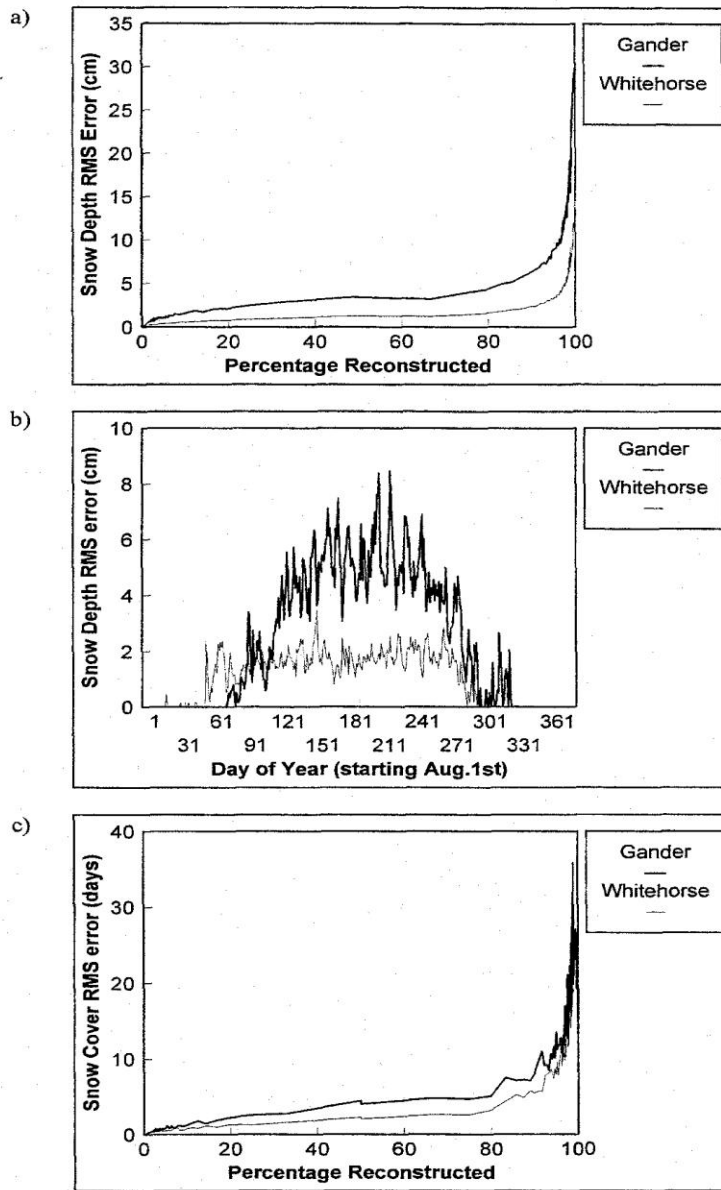 a)
Snow Depth RMS Error (cm)
35
30
25
20
15
10
5
0
0 20 40 60 80 100
Percentage Reconstructed
Gander
Whitehorse
b)
Snow Depth RMS error (cm)
10
8
6
4
2
0
1 61 121 181 241 301 361
31 91 151 211 271 331
Day of Year (starting Aug.1st)
Gander
Whitehorse
c)
Snow Cover RMS error (days)
40
30
20
10
0
0 20 40 60 80 100
Percentage Reconstructed
Gander
Whitehorse